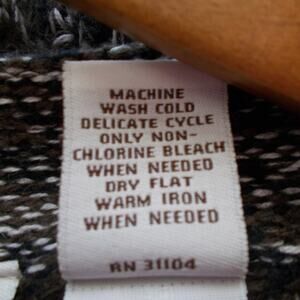 MACHINE
WASH COLD
DELICATE CYCLE
ONLY NON-
CHLORINE BLEACH
WHEN NEEDED
DRY FLAT
WARM IRON
WHEN NEEDED
RN 31104